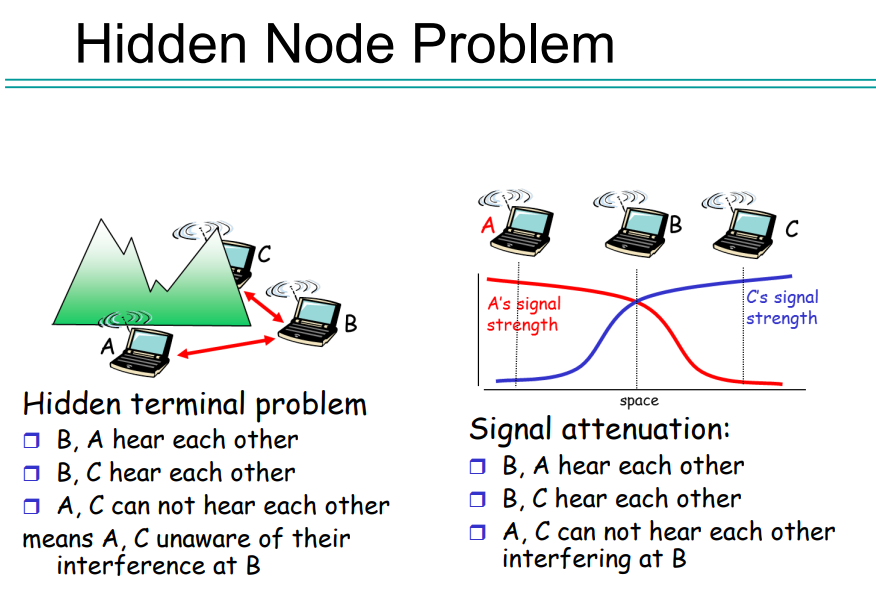 Hidden Node Problem
C
B
A
Hidden terminal problem
B, A hear each other
B, C hear each other
A, C can not hear each other
means A, C unaware of their
interference at B
A
B
C
A's signal
strength
C's signal
strength
space
Signal attenuation:
B, A hear each other
B, C hear each other
A, C can not hear each other
interfering at B